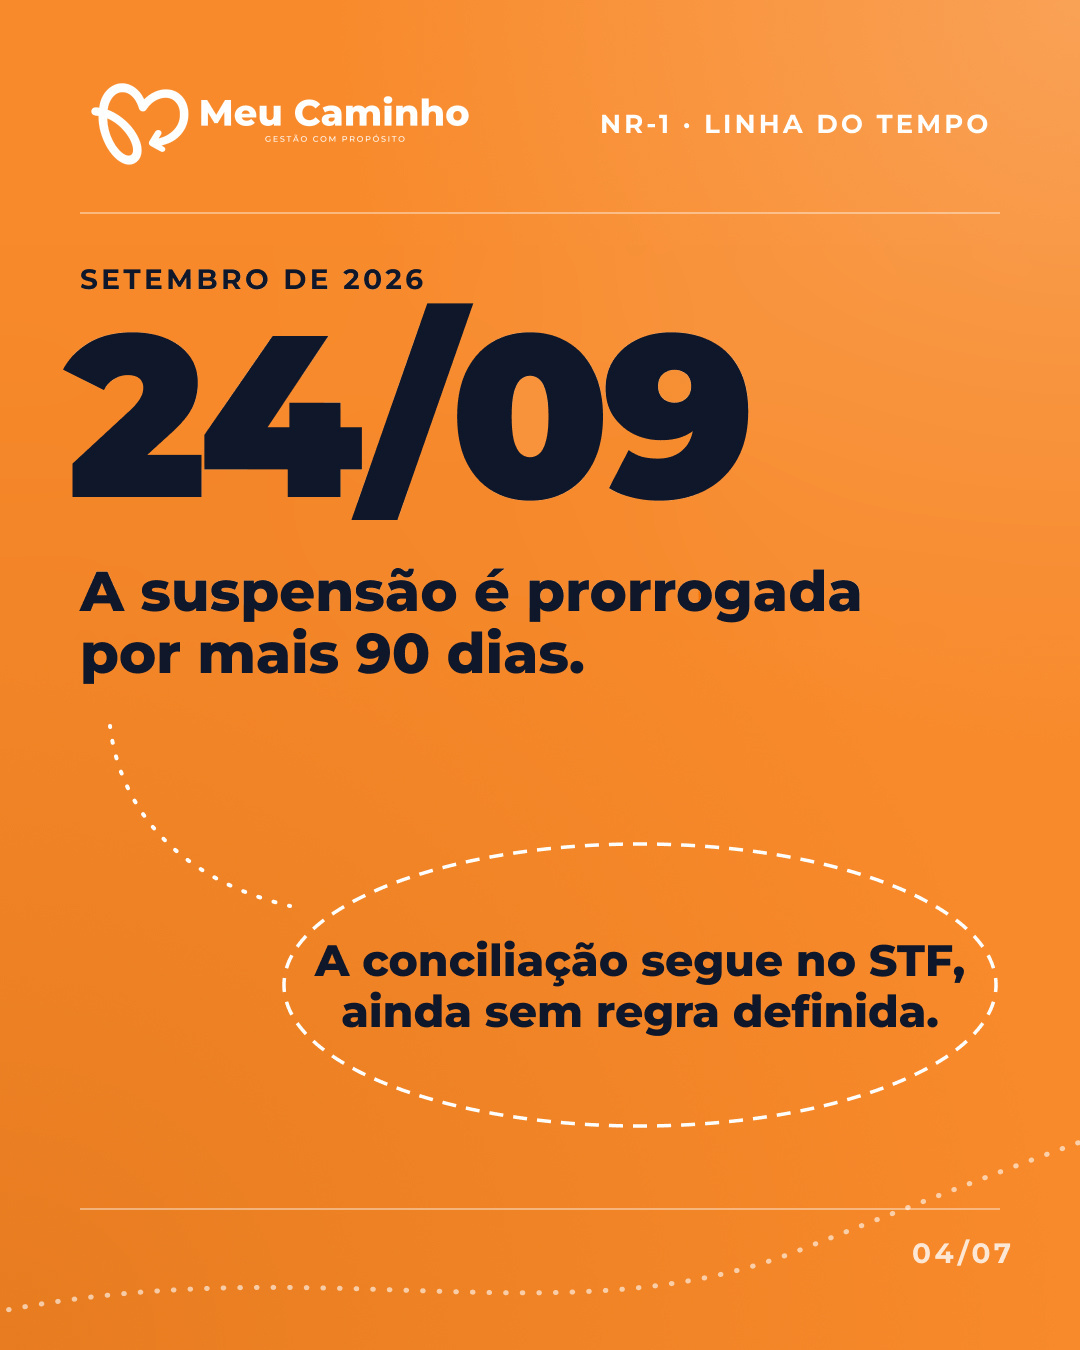 Meu Caminho
GESTÃO COM PROPÓSITO
NR-1 · LINHA DO TEMPO
SETEMBRO DE 2026
24/09
A suspensão é prorrogada
por mais 90 dias.
A conciliação segue no STF,
ainda sem regra definida.
04/07